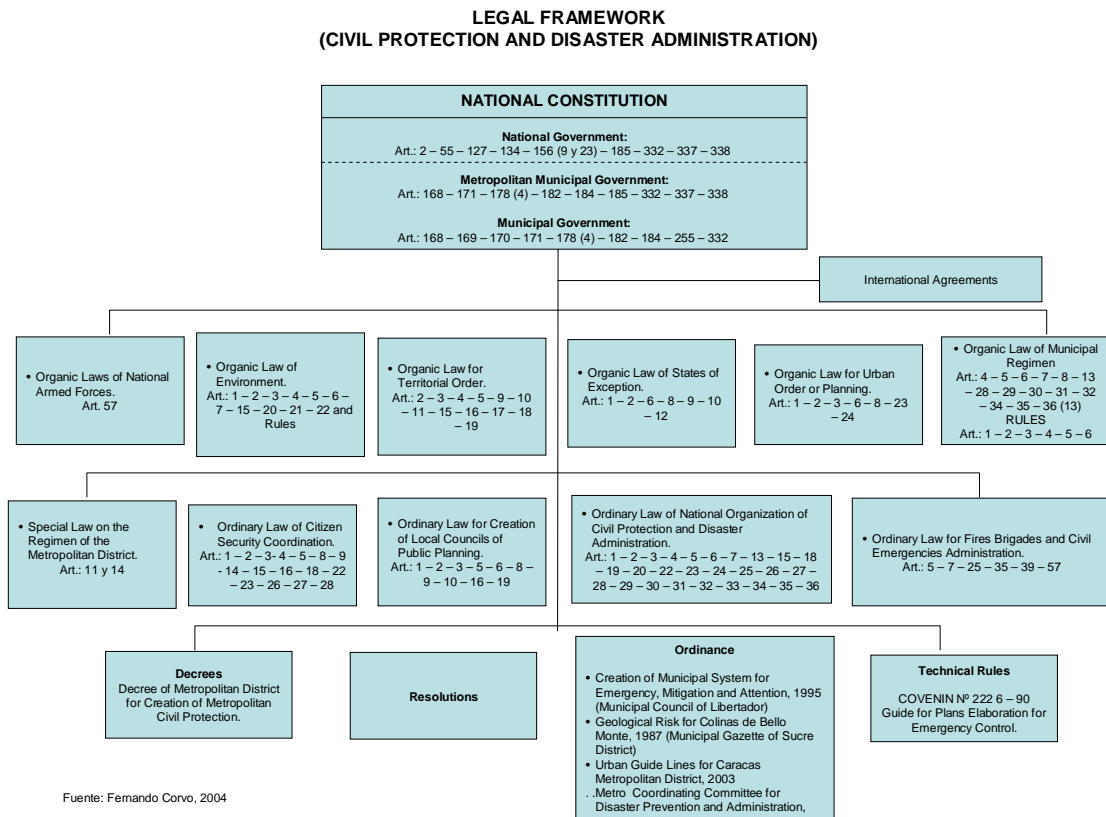 LEGAL FRAMEWORK
(CIVIL PROTECTION AND DISASTER ADMINISTRATION)
NATIONAL CONSTITUTION
National Government:
Art.: 2 – 55 – 127 – 134 – 156 (9 y 23) – 185 – 332 – 337 – 338
Metropolitan Municipal Government:
Art.: 168 – 171 – 178 (4) – 182 – 184 – 185 – 332 – 337 – 338
Municipal Government:
Art.: 168 – 169 – 170 – 171 – 178 (4) – 182 – 184 – 255 – 332
International Agreements
• Organic Laws of National
Armed Forces.
Art. 57
• Organic Law of
Environment.
Art.: 1 – 2 – 3 – 4 – 5 – 6 –
7 – 15 – 20 – 21 – 22 and
Rules
• Organic Law for
Territorial Order.
Art.: 2 – 3 – 4 – 5 – 9 – 10
– 11 – 15 – 16 – 17 – 18
– 19
• Organic Law of States of
Exception.
Art.: 1 – 2 – 6 – 8 – 9 – 10
– 12
• Organic Law for Urban
Order or Planning.
Art.: 1 – 2 – 3 – 6 – 8 – 23
– 24
• Organic Law of Municipal
Regimen
Art.: 4 – 5 – 6 – 7 – 8 – 13
– 28 – 29 – 30 – 31 – 32
– 34 – 35 – 36 (13)
RULES
Art.: 1 – 2 – 3 – 4 – 5 – 6
• Special Law on the
Regimen of the
Metropolitan District.
Art.: 11 y 14
• Ordinary Law of Citizen
Security Coordination.
Art.: 1 – 2 – 3- 4 – 5 – 8 – 9
- 14 – 15 – 16 – 18 – 22
– 23 – 26 – 27 – 28
• Ordinary Law for Creation
of Local Councils of
Public Planning.
Art.: 1 – 2 – 3 – 5 – 6 – 8 –
9 – 10 – 16 – 19
• Ordinary Law of National Organization
of Civil Protection and Disaster
Administration.
Art.: 1 – 2 – 3 – 4 – 5 – 6 – 7 – 13 – 15 – 18
– 19 – 20 – 22 – 23 – 24 – 25 – 26 – 27 –
28 – 29 – 30 – 31 – 32 – 33 – 34 – 35 – 36
• Ordinary Law for Fires Brigades and Civil
Emergencies Administration.
Art.: 5 – 7 – 25 – 35 – 39 – 57
Decrees
Decree of Metropolitan District
for Creation of Metropolitan
Civil Protection.
Resolutions
Ordinance
• Creation of Municipal System for
Emergency, Mitigation and Attention, 1995
(Municipal Council of Libertador)
• Geological Risk for Colinas de Bello
Monte, 1987 (Municipal Gazette of Sucre
District)
• Urban Guide Lines for Caracas
Metropolitan District, 2003
. .Metro Coordinating Committee for
Disaster Prevention and Administration,
Technical Rules
COVENIN Nº 222 6 – 90
Guide for Plans Elaboration for
Emergency Control.
Fuente: Fernando Corvo, 2004